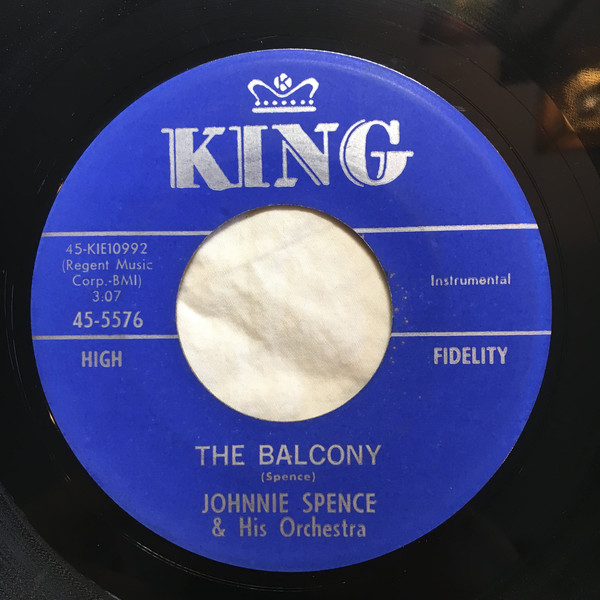 K
KING
45-KIE10992
(Regent Music
Corp.-BMI)
3.07
45-5576
Instrumental
HIGH
FIDELITY
THE BALCONY
(Spence)
JOHNNIE SPENCE
& His Orchestra